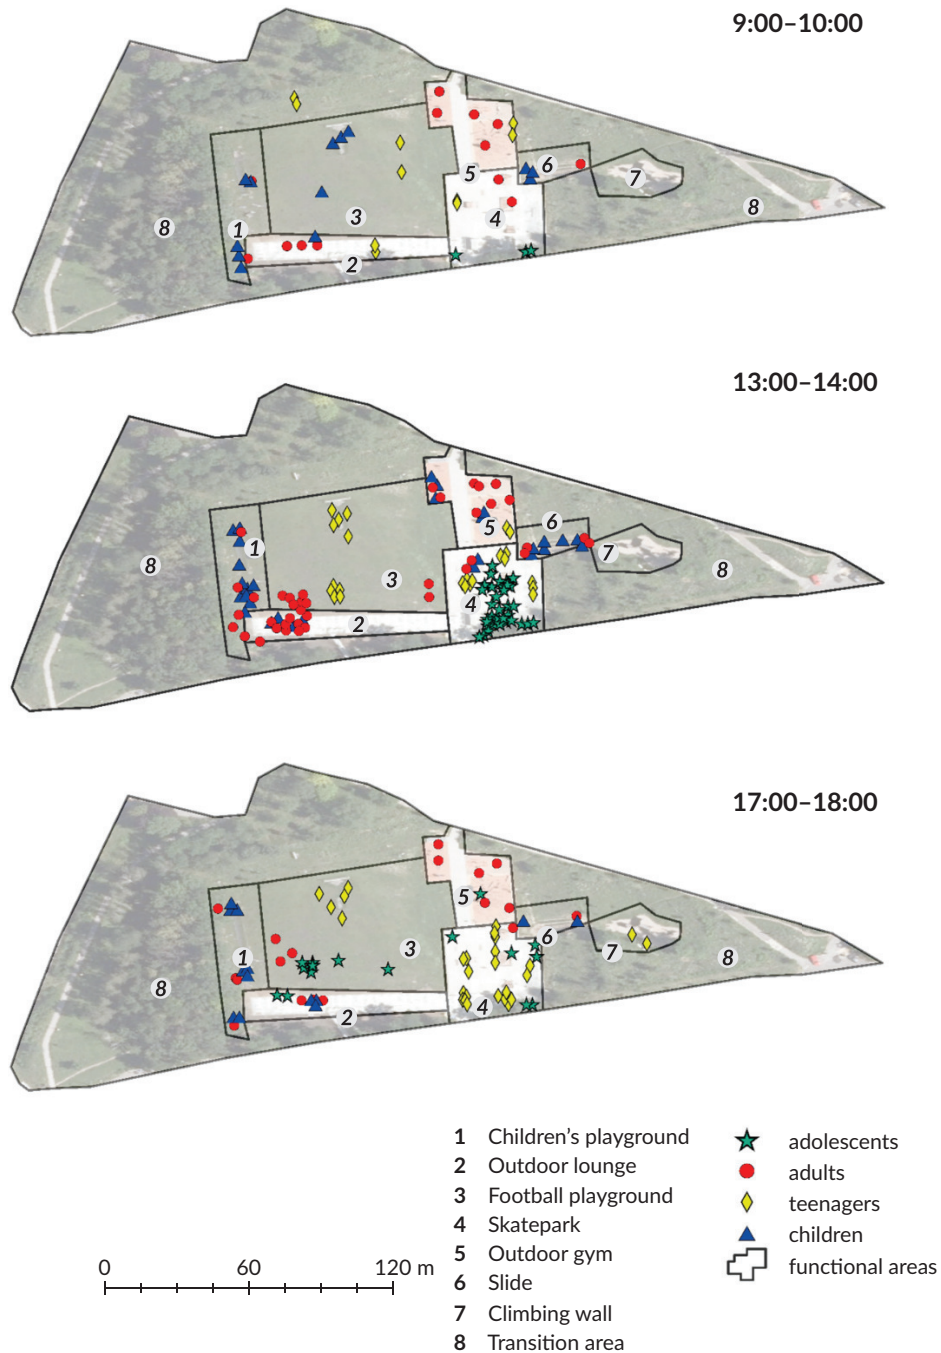 9:00–10:00
6
5
7
8
4
3
1
8
2
13:00–14:00
6
5
1
7
8
8
3
4
2
17:00–18:00
5
6
3
7
1
8
8
4
2
1 Children's playground
2 Outdoor lounge
3 Football playground
4 Skatepark
5 Outdoor gym
6 Slide
7 Climbing wall
8 Transition area
adolescents
adults
teenagers
children
functional areas
0 60 120 m